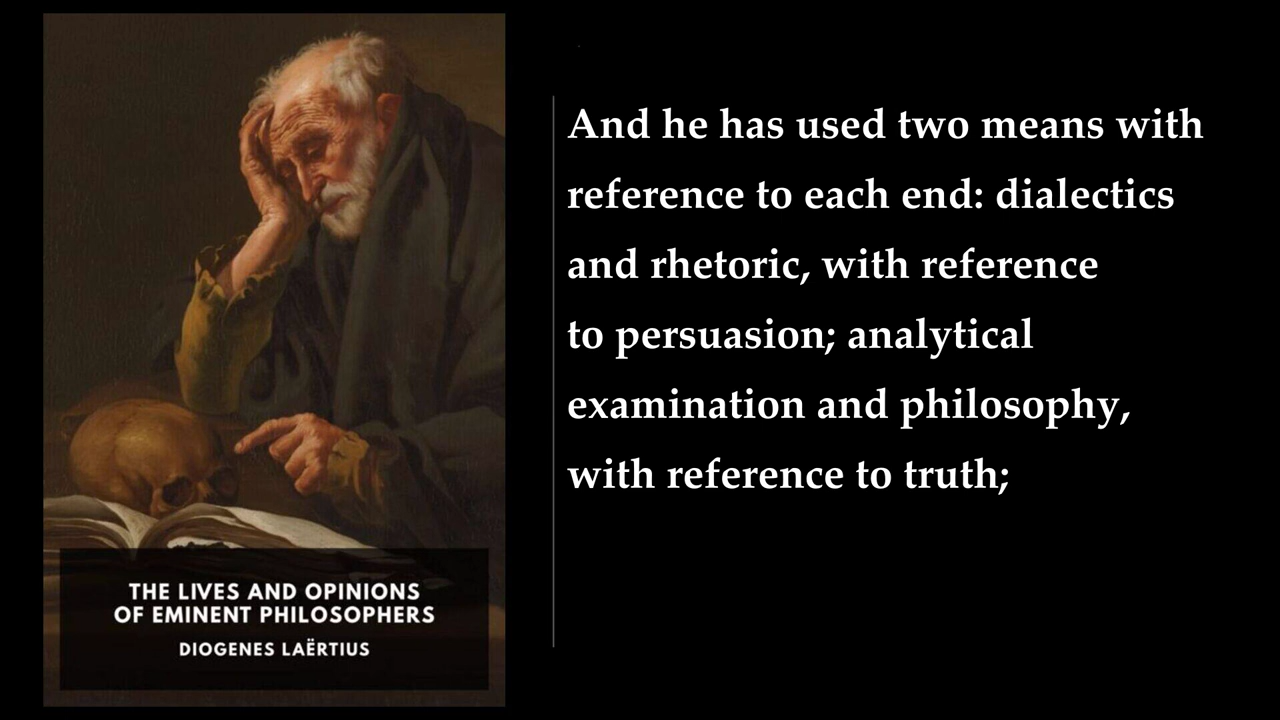 And he has used two means with
reference to each end: dialectics
and rhetoric, with reference
to persuasion; analytical
examination and philosophy,
with reference to truth;
THE LIVES AND OPINIONS
OF EMINENT PHILOSOPHERS
DIOGENES LAËRTIUS